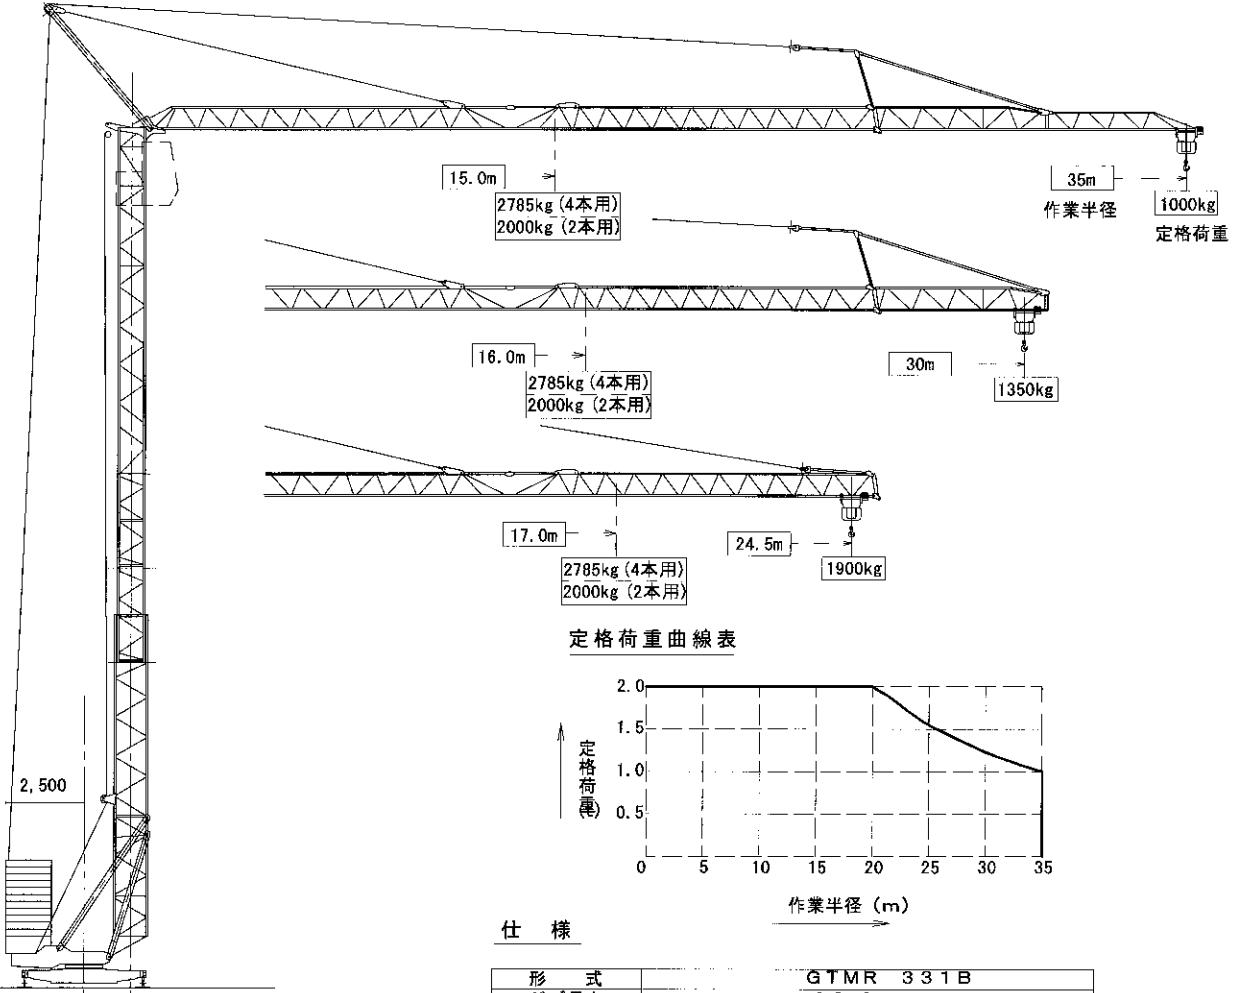 15.0m
2785kg(4本用)
2000kg(2本用)
35m
作業半径
1000kg
定格荷重
16.0m
2785kg(4本用)
2000kg(2本用)
30m
1350kg
17.0m
2785kg(4本用)
2000kg(2本用)
24.5m
1900kg
2,500
定格荷重曲線表
2.0
1.5
1.0
0.5
定格荷重(t)
0 5 10 15 20 25 30 35
作業半径(m)
仕 様
形 式 GTMR 331B